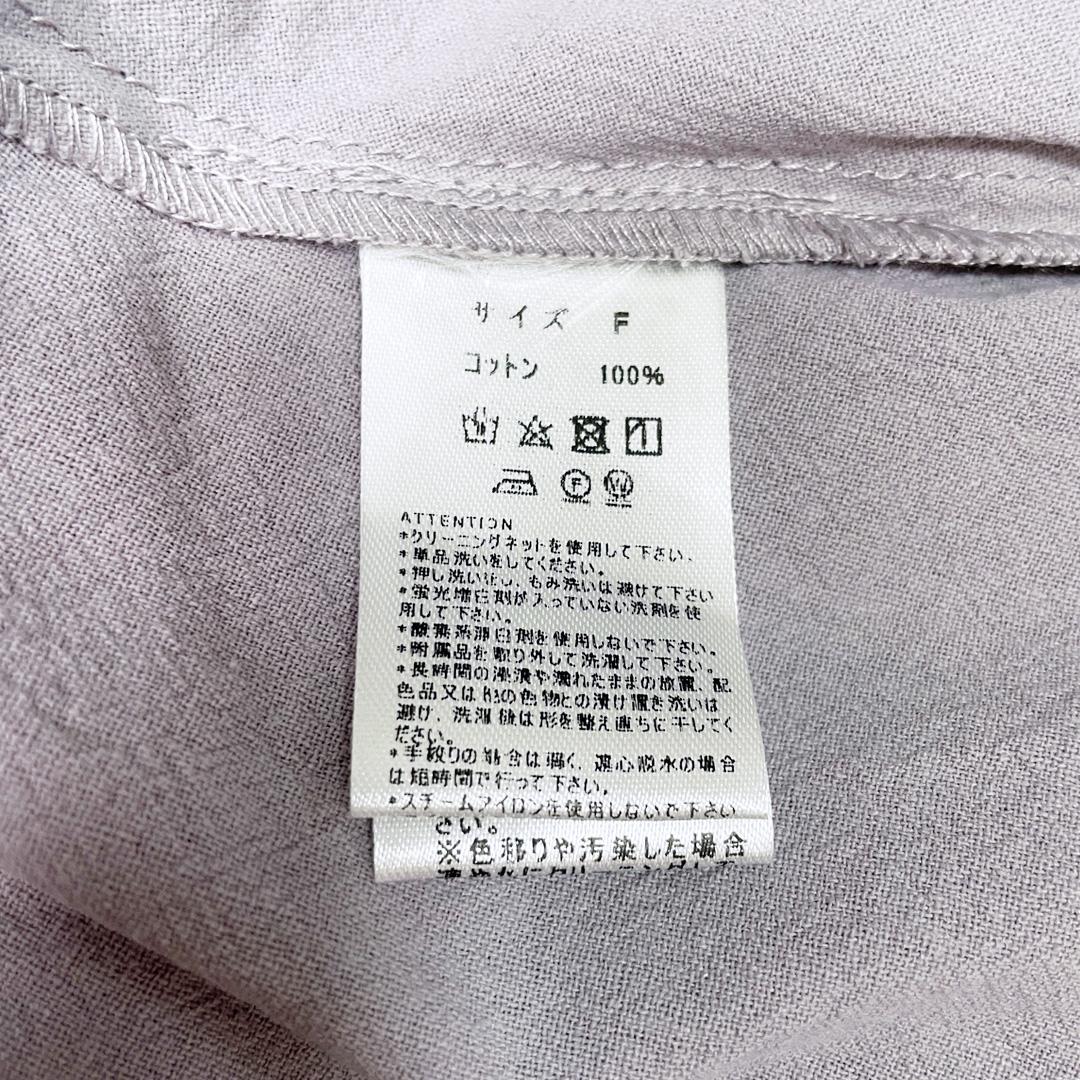 サイズ F
コットン 100%
F
W
ATTENTION
*クリーニングネットを使用して下さい。
*単品洗いをしてください。
*押し洗いをし、もみ洗いは避けて下さい
*蛍光増白剤が入っていない洗剤を使
用して下さい。
*酸素系漂白剤を使用しないで下さい。
*附属品を取り外して洗濯して下さい。
*長時間の浸漬や濡れたままの放置、配
色品又は他の色物との漬け置き洗いは
避け、洗濯後は形を整え直ちに干してく
ださい。
*手絞りの場合は弱く、遠心脱水の場合
は短時間で行って下さい。
*スチームアイロンを使用しないで下さい
さい。
※色移りや汚染した場合